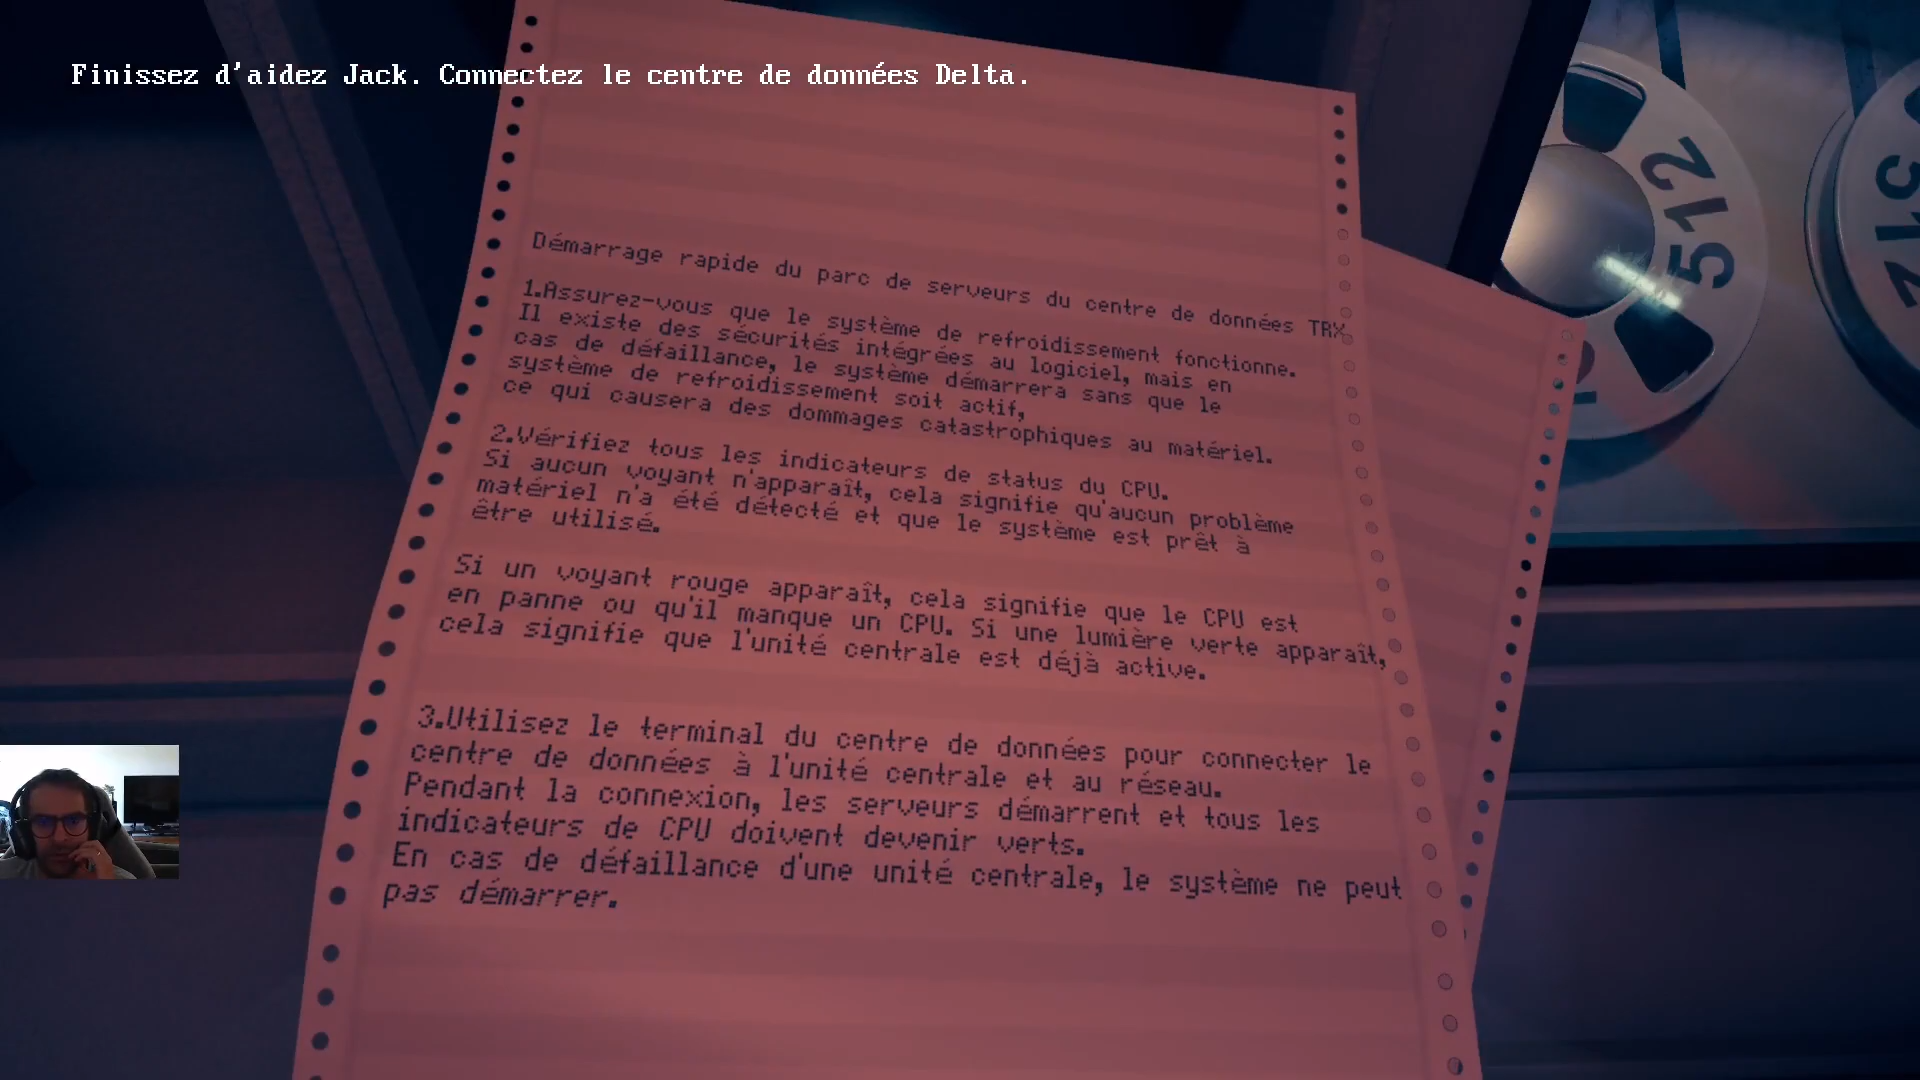 Finissez d'aidez Jack. Connectez le centre de données Delta.
Démarrage rapide du parc de serveurs du centre de données TRX
1.Assurez-vous que le système de refroidissement fonctionne.
Il existe des sécurités intégrées au logiciel, mais en
cas de défaillance, le système démarrera sans que le
système de refroidissement soit actif,
ce qui causera des dommages catastrophiques au matériel.
2.Vérifiez tous les indicateurs de status du CPU.
Si aucun voyant n'apparaît, cela signifie qu'aucun problème
matériel n'a été détecté et que le système est prêt à
être utilisé.
Si un voyant rouge apparaît, cela signifie que le CPU est
en panne ou qu'il manque un CPU. Si une lumière verte apparaît,
cela signifie que l'unité centrale est déjà active.
3.Utilisez le terminal du centre de données pour connecter le
centre de données à l'unité centrale et au réseau.
Pendant la connexion, les serveurs démarrent et tous les
indicateurs de CPU doivent devenir verts.
En cas de défaillance d'une unité centrale, le système ne peut
pas démarrer.
512
512